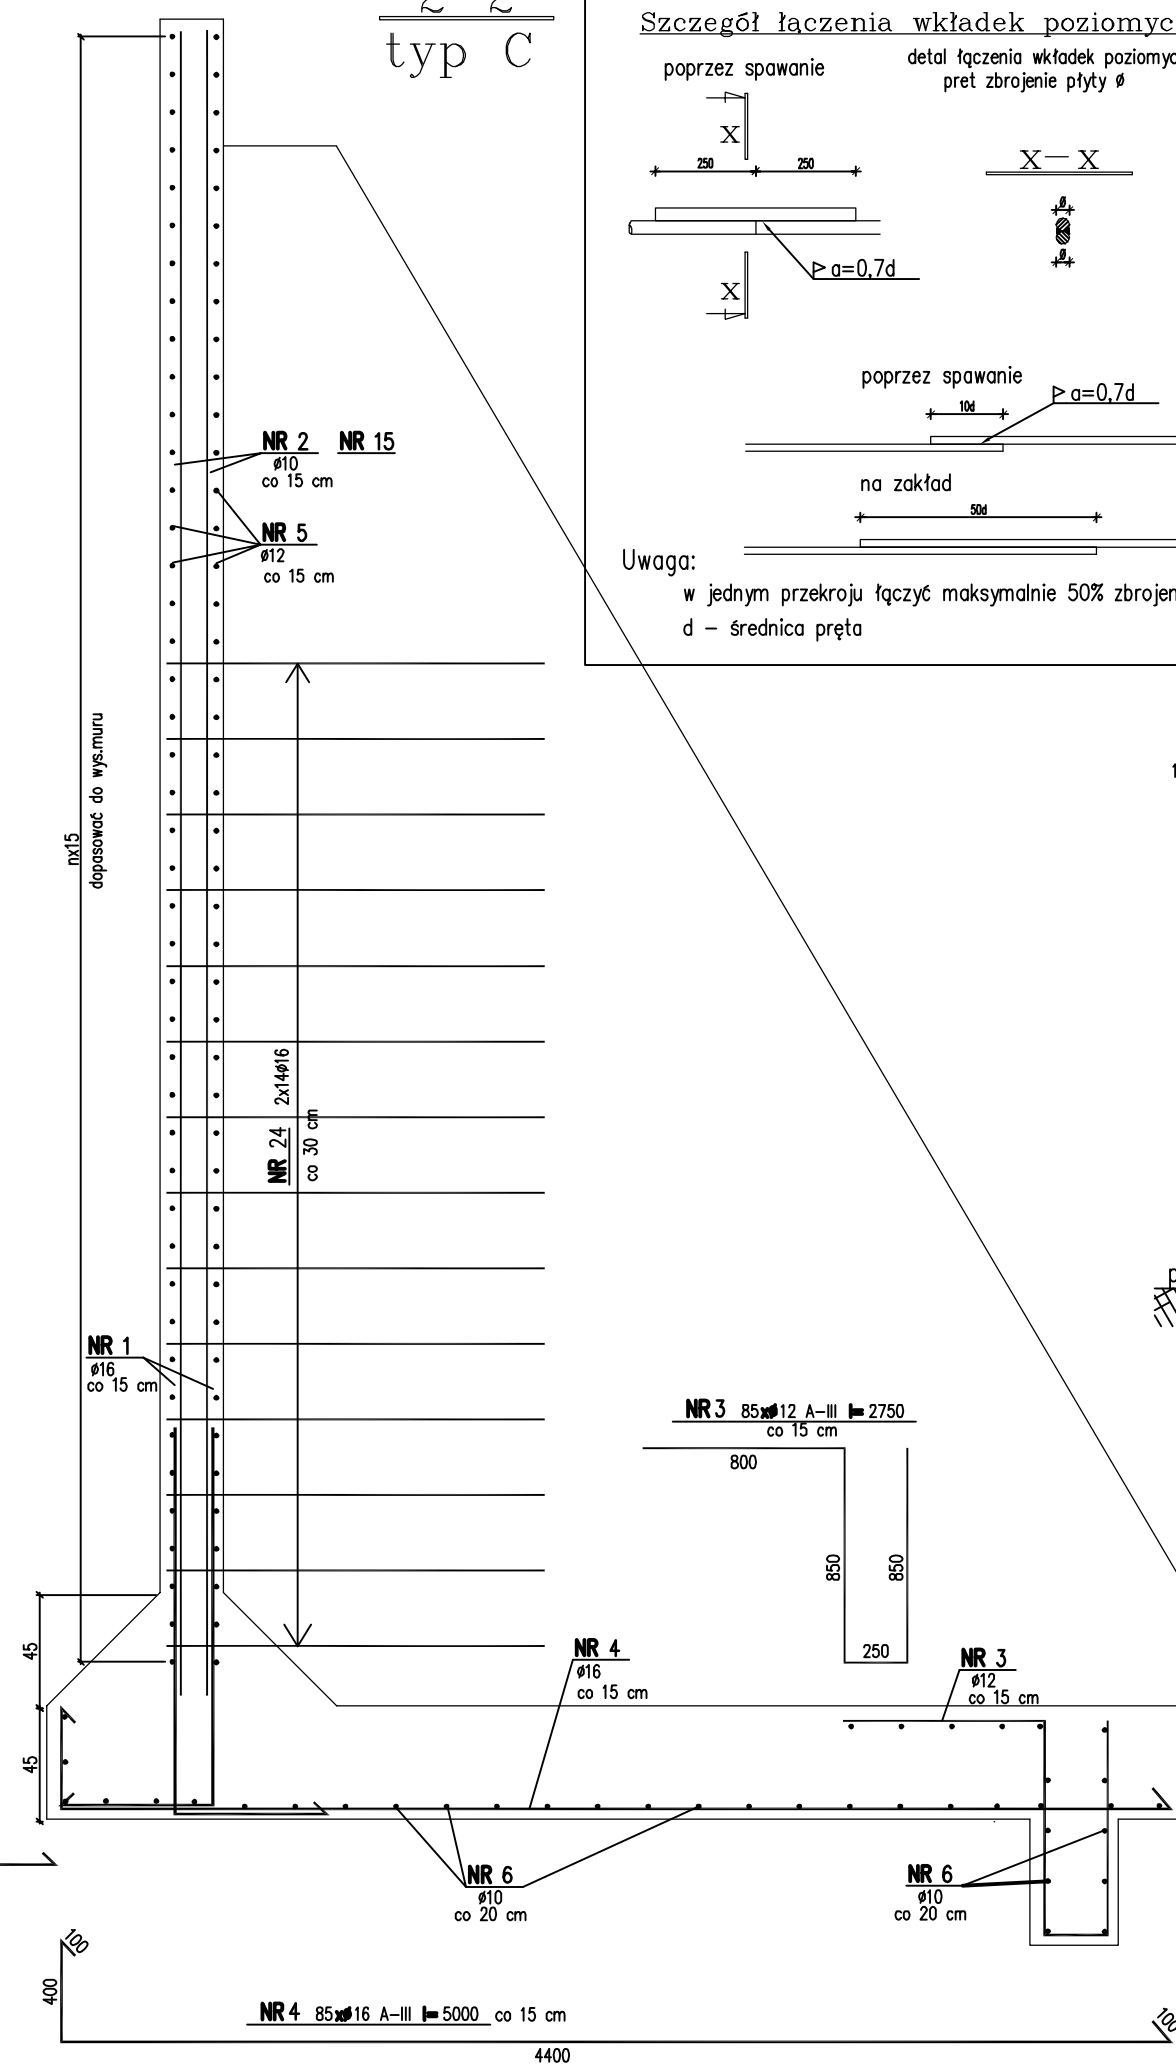 2 2
typ C
Szczegół łączenia wkładek poziomyc
poprzez spawanie
detal łączenia wkładek poziomyc
pret zbrojenie płyty ø
X
250
250
X-X
ø
ø
a=0,7d
X
poprzez spawanie
a=0,7d
10d
na zakład
50d
Uwaga:
w jednym przekroju łączyć maksymalnie 50% zbrojen
d - średnica pręta
NR 2 NR 15
ø10
co 15 cm
NR 5
ø12
co 15 cm
nx15
dopasować do wys.muru
NR 24 2x14ø16
co 30 cm
NR 1
ø16
co 15 cm
NR3 85xø12 A-III l=2750
co 15 cm
800
850
850
250
45
45
NR 4
ø16
co 15 cm
NR 3
ø12
co 15 cm
NR 6
ø10
co 20 cm
NR 6
ø10
co 20 cm
100
400
NR4 85xø16 A-III l=5000 co 15 cm
100
4400